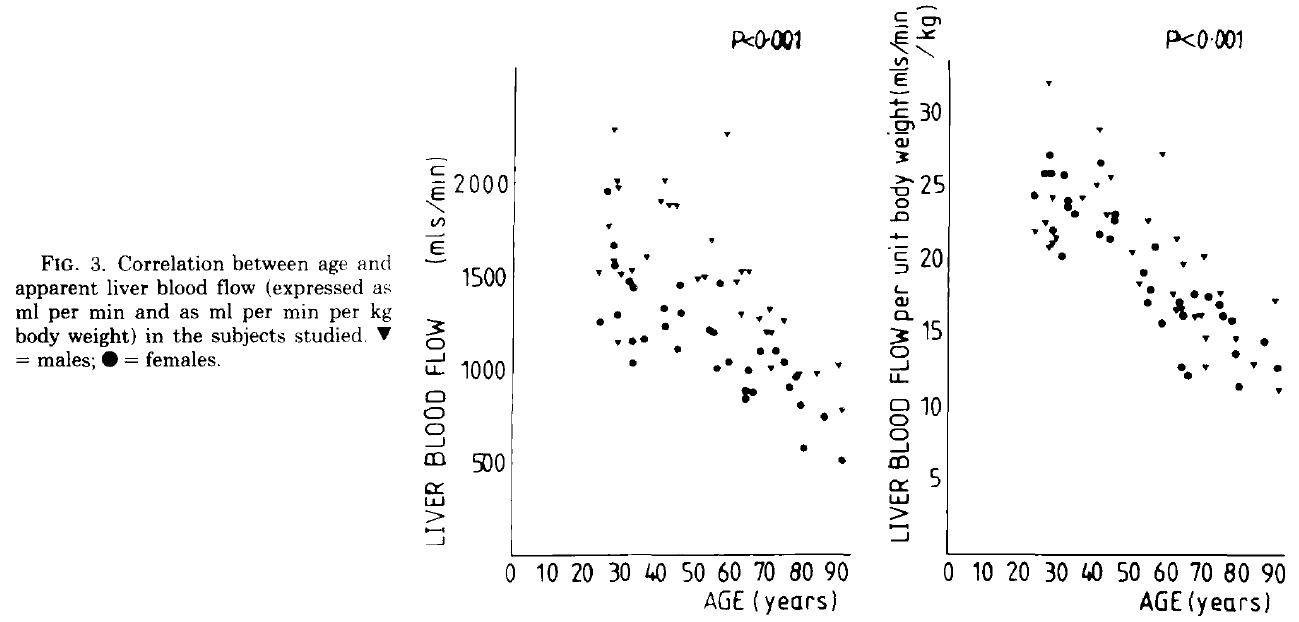 FIG. 3. Correlation between age and
apparent liver blood flow (expressed as
ml per min and as ml per min per kg
body weight) in the subjects studied. ▼
= males; ● = females.
P<0·001
LIVER BLOOD FLOW (mls/min)
2000
1500
1000
500
0 10 20 30 40 50 60 70 80 90
AGE (years)
P<0·001
LIVER BLOOD FLOW per unit body weight (mls/min
/kg)
30
25
20
15
10
5
0 10 20 30 40 50 60 70 80 90
AGE (years)